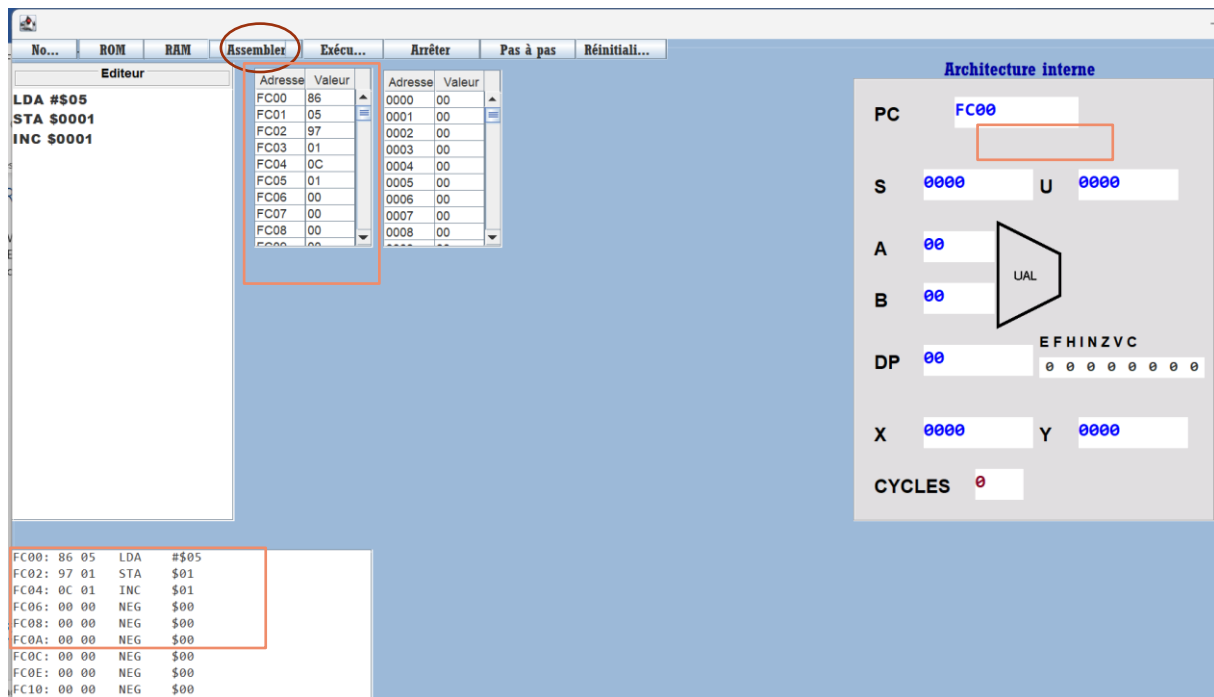 No... ROM RAM Assembler Exécu... Arrêter Pas à pas Réinitiali...
Editeur
LDA #$05
STA $0001
INC $0001
Adresse Valeur
FC00 86
FC01 05
FC02 97
FC03 01
FC04 0C
FC05 01
FC06 00
FC07 00
FC08 00
Adresse Valeur
0000 00
0001 00
0002 00
0003 00
0004 00
0005 00
0006 00
0007 00
0008 00
Architecture interne
PC FC00
S 0000 U 0000
A 00
UAL
B 00
E F H I N Z V C
DP 00 0 0 0 0 0 0 0 0
X 0000 Y 0000
CYCLES 0
FC00: 86 05 LDA #$05
FC02: 97 01 STA $01
FC04: 0C 01 INC $01
FC06: 00 00 NEG $00
FC08: 00 00 NEG $00
FC0A: 00 00 NEG $00
FC0C: 00 00 NEG $00
FC0E: 00 00 NEG $00
FC10: 00 00 NEG $00